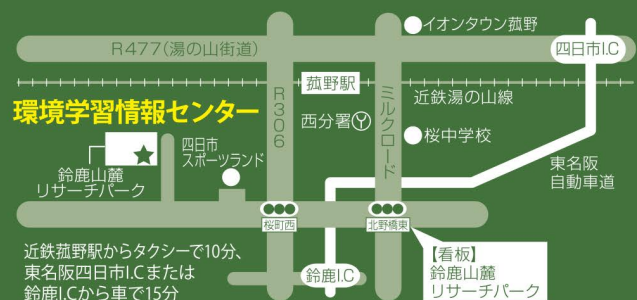 イオンタウン菰野
R477(湯の山街道)
四日市I.C
菰野駅
近鉄湯の山線
環境学習情報センター
R306
ミルクロード
西分署
桜中学校
四日市
スポーツランド
鈴鹿山麓
リサーチパーク
東名阪
自動車道
桜町西
北野橋東
近鉄菰野駅からタクシーで10分、
東名阪四日市I.Cまたは
鈴鹿I.Cから車で15分
鈴鹿I.C
【看板】
鈴鹿山麓
リサーチパーク